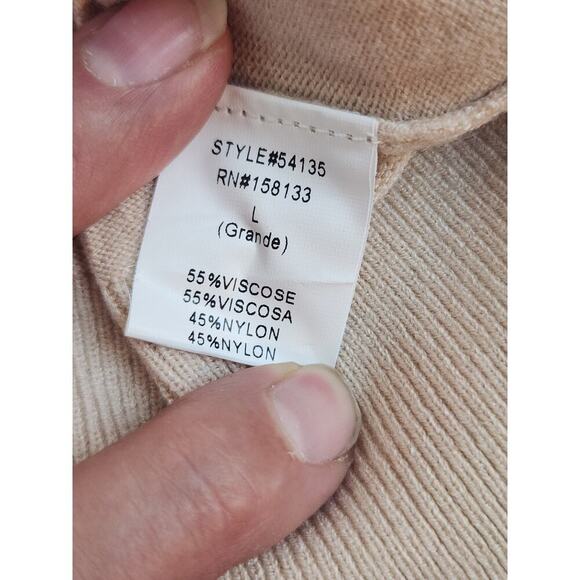 STYLE#54135
RN#158133
L
(Grande)
55%VISCOSE
55%VISCOSA
45%NYLON
45%NYLON